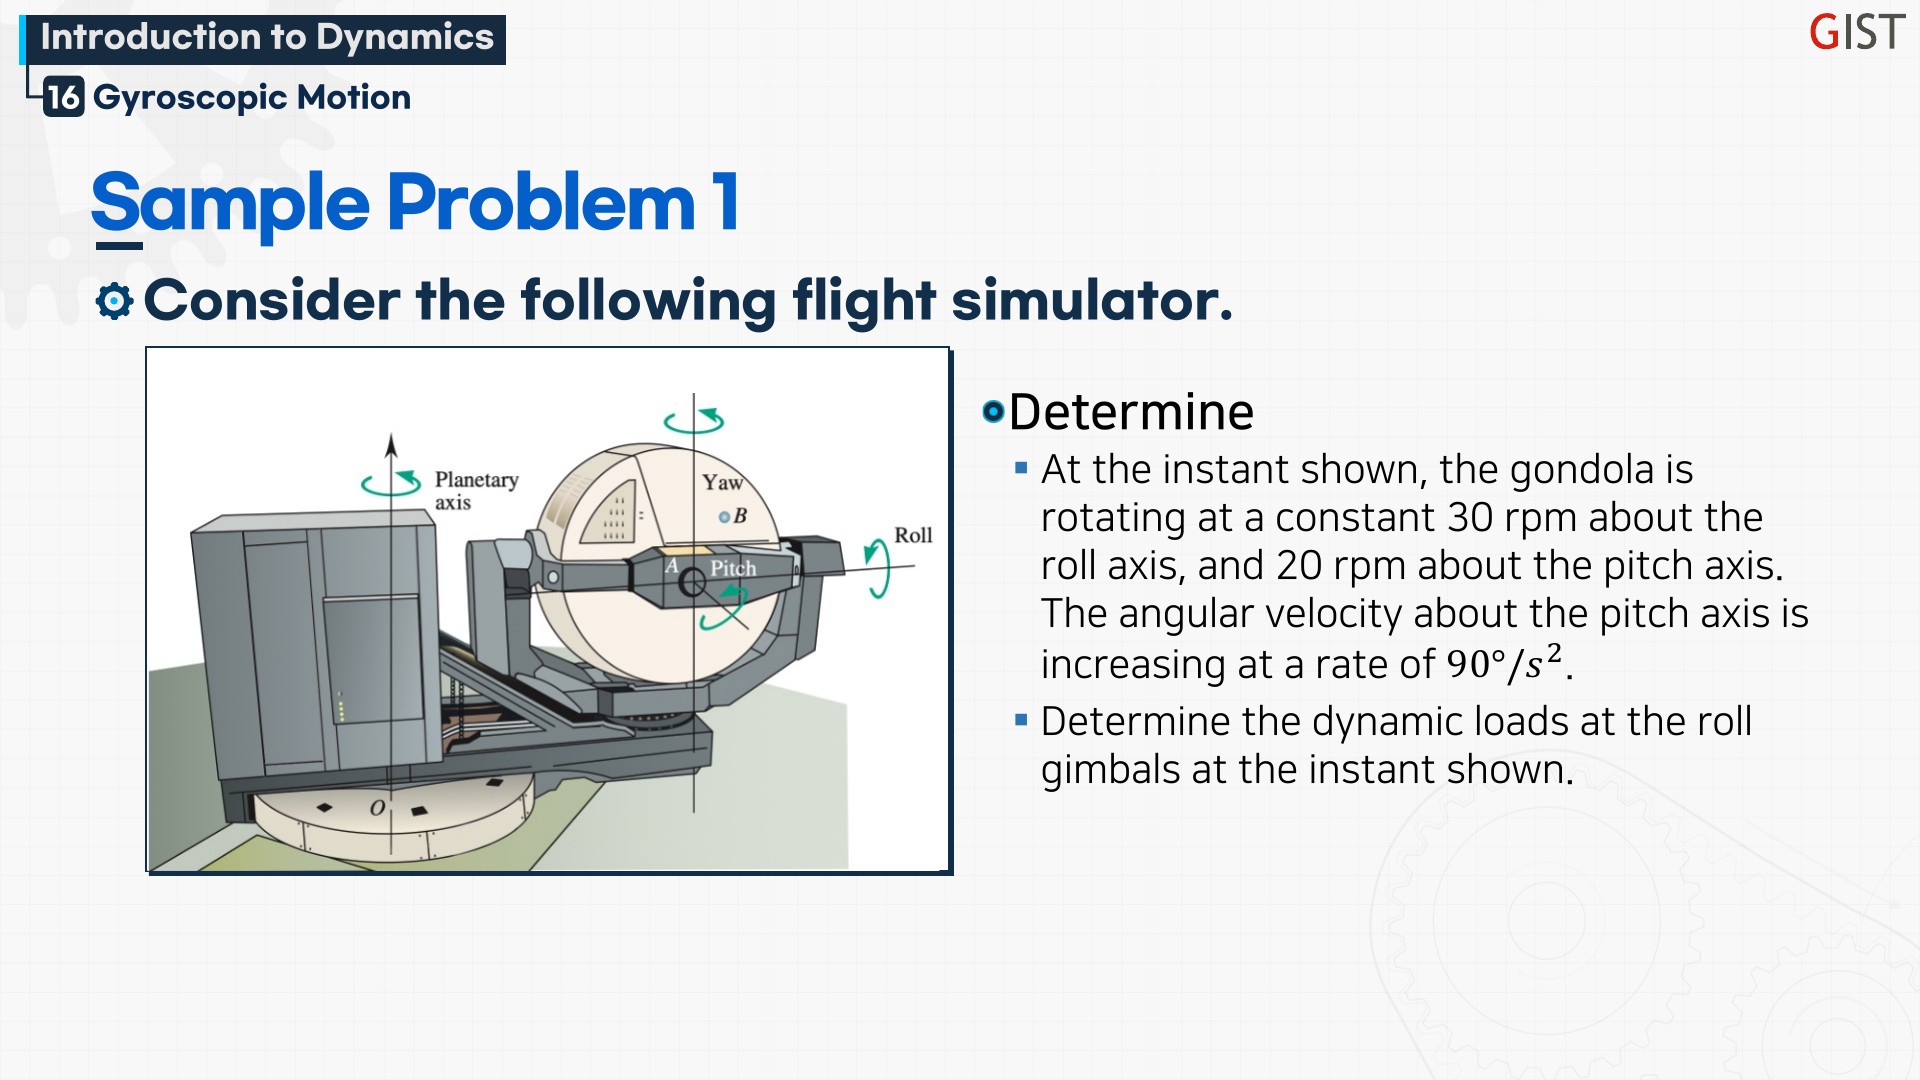 Introduction to Dynamics
GIST
16 Gyroscopic Motion
Sample Problem 1
Consider the following flight simulator.
Planetary
axis
Yaw
B
Roll
A Pitch
O
Determine
At the instant shown, the gondola is
rotating at a constant 30 rpm about the
roll axis, and 20 rpm about the pitch axis.
The angular velocity about the pitch axis is
increasing at a rate of 90°/s².
Determine the dynamic loads at the roll
gimbals at the instant shown.